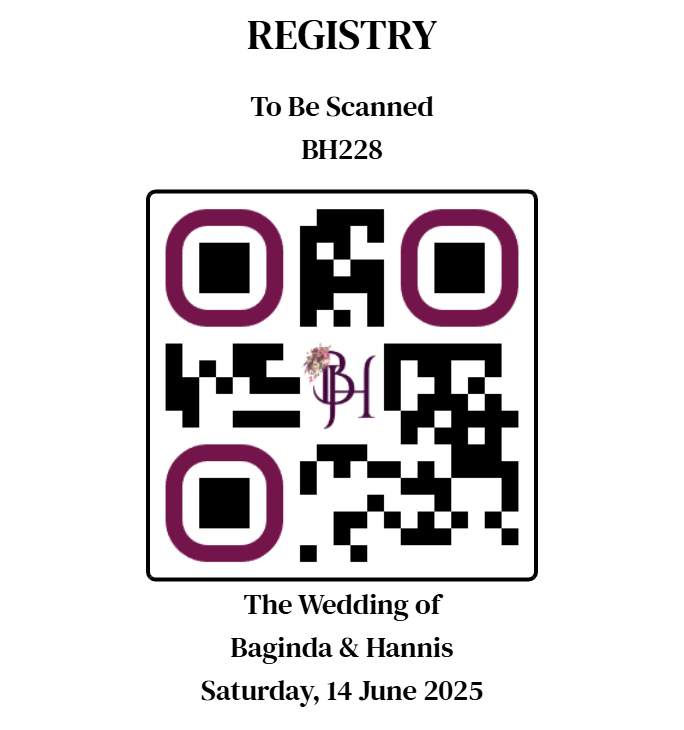 REGISTRY
To Be Scanned
BH228
BH
The Wedding of
Baginda & Hannis
Saturday, 14 June 2025